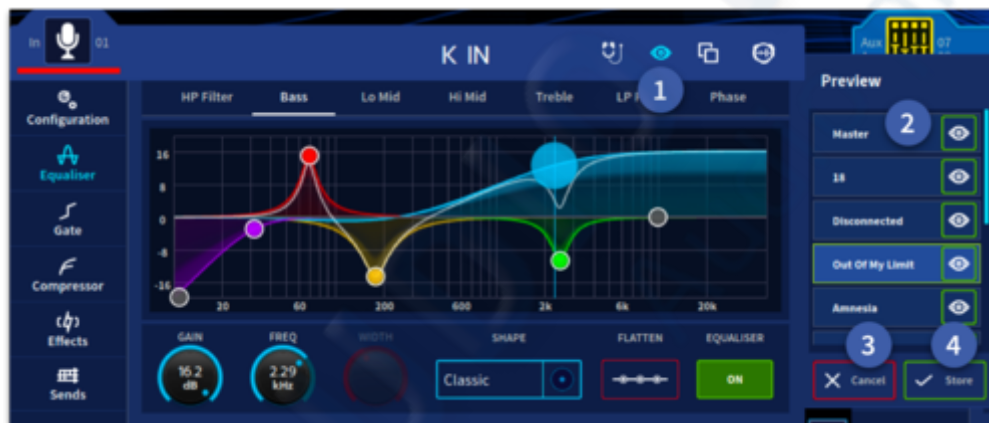 In 01
K IN
Aux 07
1
Preview
HP Filter Bass Lo Mid Hi Mid Treble LP Phase
Configuration
Equaliser
Gate
Compressor
Effects
Sends
16
8
0
-8
-16
20 60 200 600 2k 6k 20k
2
Master
18
Disconnected
Out Of My Limit
Amnesia
GAIN FREQ WIDTH SHAPE FLATTEN EQUALISER
16.2 dB
2.29 kHz
Classic
ON
3 4
Cancel Store